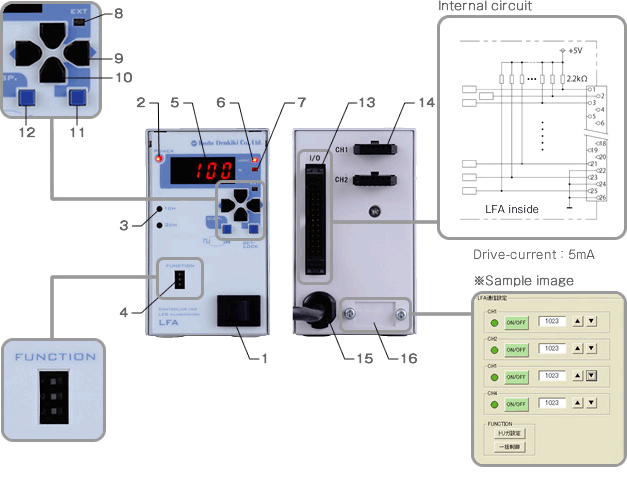 Internal circuit
EXT
8
9
10
SP.
12
11
+5V
2.2kΩ
1
2
3
4
5
6
18
19
20
21
22
23
24
25
26
LFA inside
Drive-current : 5mA
2
5
6
7
13
14
POWER
100
I/O
CH1
CH2
3
FUNCTION
4
LFA
1
15
16
FUNCTION
※Sample image
LFA通信設定
CH1
ON/OFF
1023
CH2
ON/OFF
1023
CH1
ON/OFF
1023
CH4
ON/OFF
1023
FUNCTION
トリガ設定
一括制御